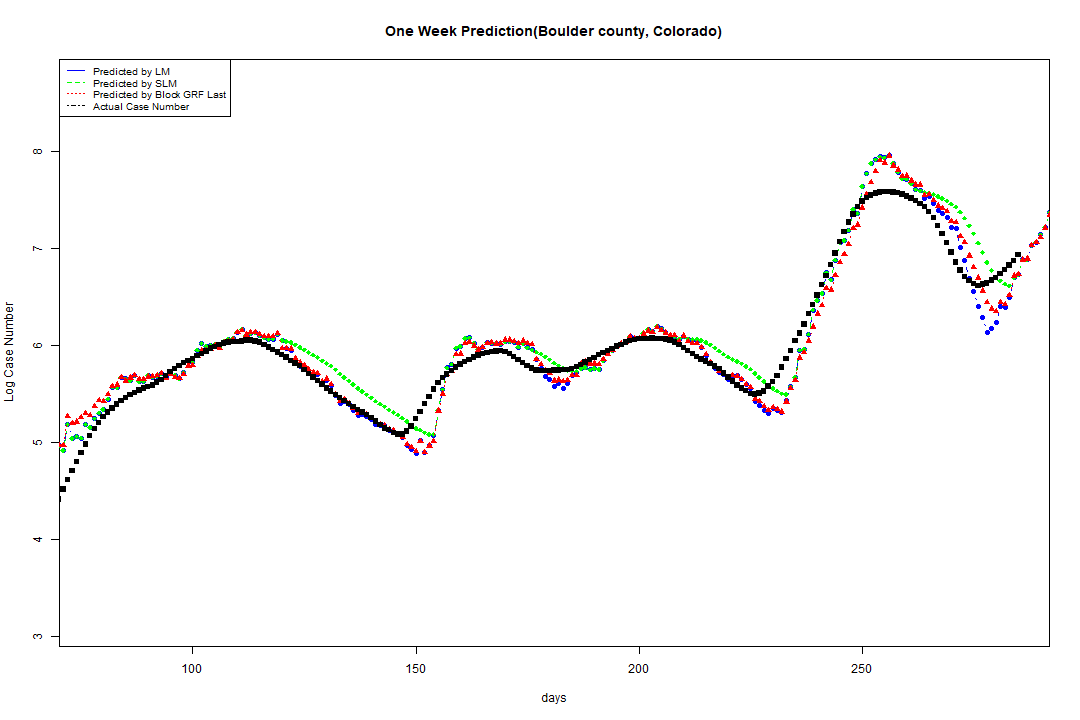 One Week Prediction(Boulder county, Colorado)
Predicted by LM
Predicted by SLM
Predicted by Block GRF Last
Actual Case Number
8
7
6
5
4
3
Log Case Number
100 150 200 250
days